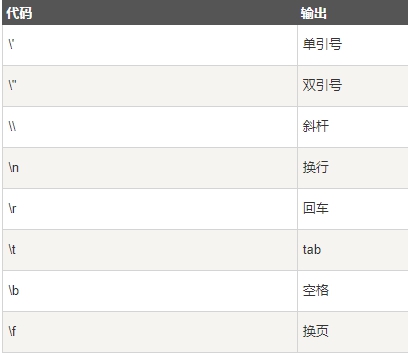 代码 输出
\' 单引号
\" 双引号
\\ 斜杆
\n 换行
\r 回车
\t tab
\b 空格
\f 换页